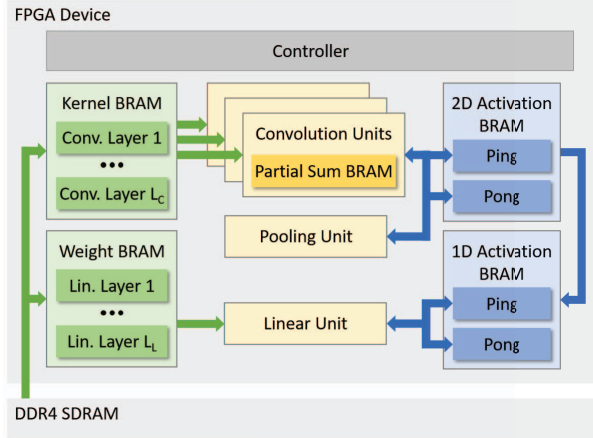 FPGA Device
Controller
Kernel BRAM
Conv. Layer 1
•••
Conv. Layer L_C
Convolution Units
Partial Sum BRAM
2D Activation
BRAM
Ping
Pong
Pooling Unit
Weight BRAM
Lin. Layer 1
•••
Lin. Layer L_L
Linear Unit
1D Activation
BRAM
Ping
Pong
DDR4 SDRAM